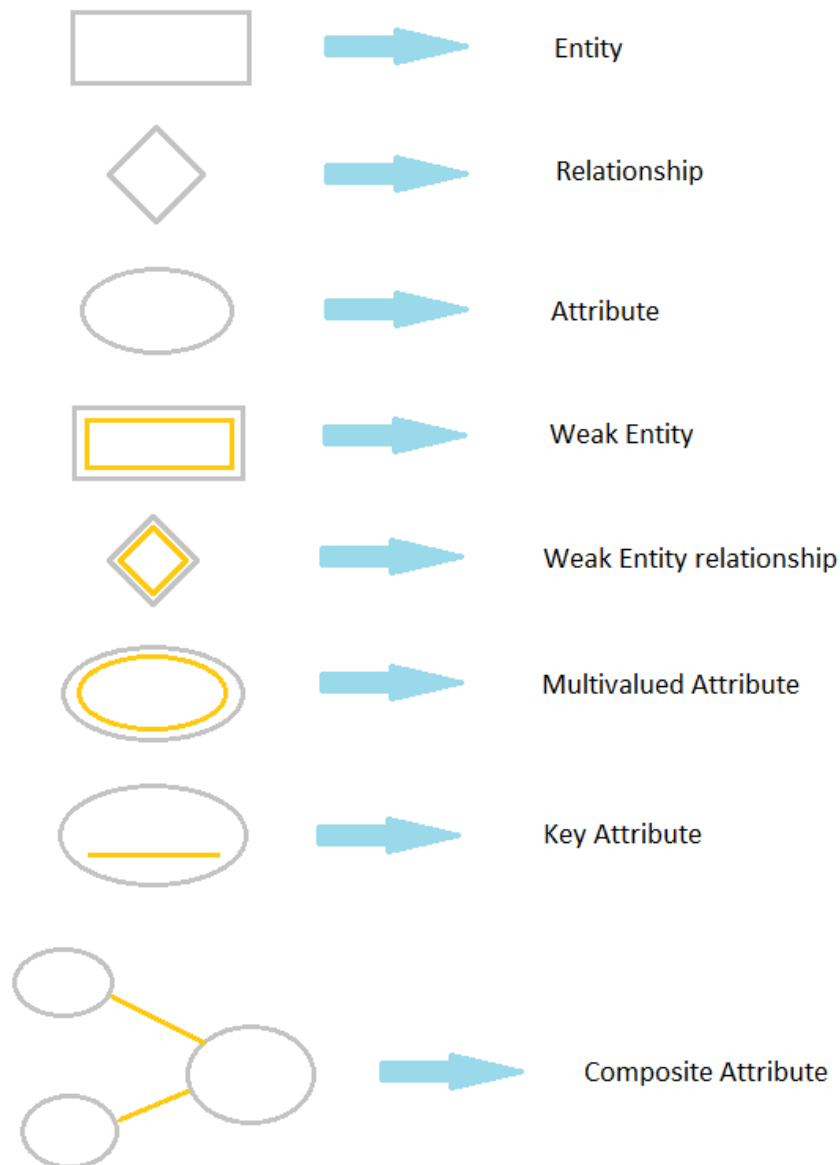 Entity
Relationship
Attribute
Weak Entity
Weak Entity relationship
Multivalued Attribute
Key Attribute
Composite Attribute